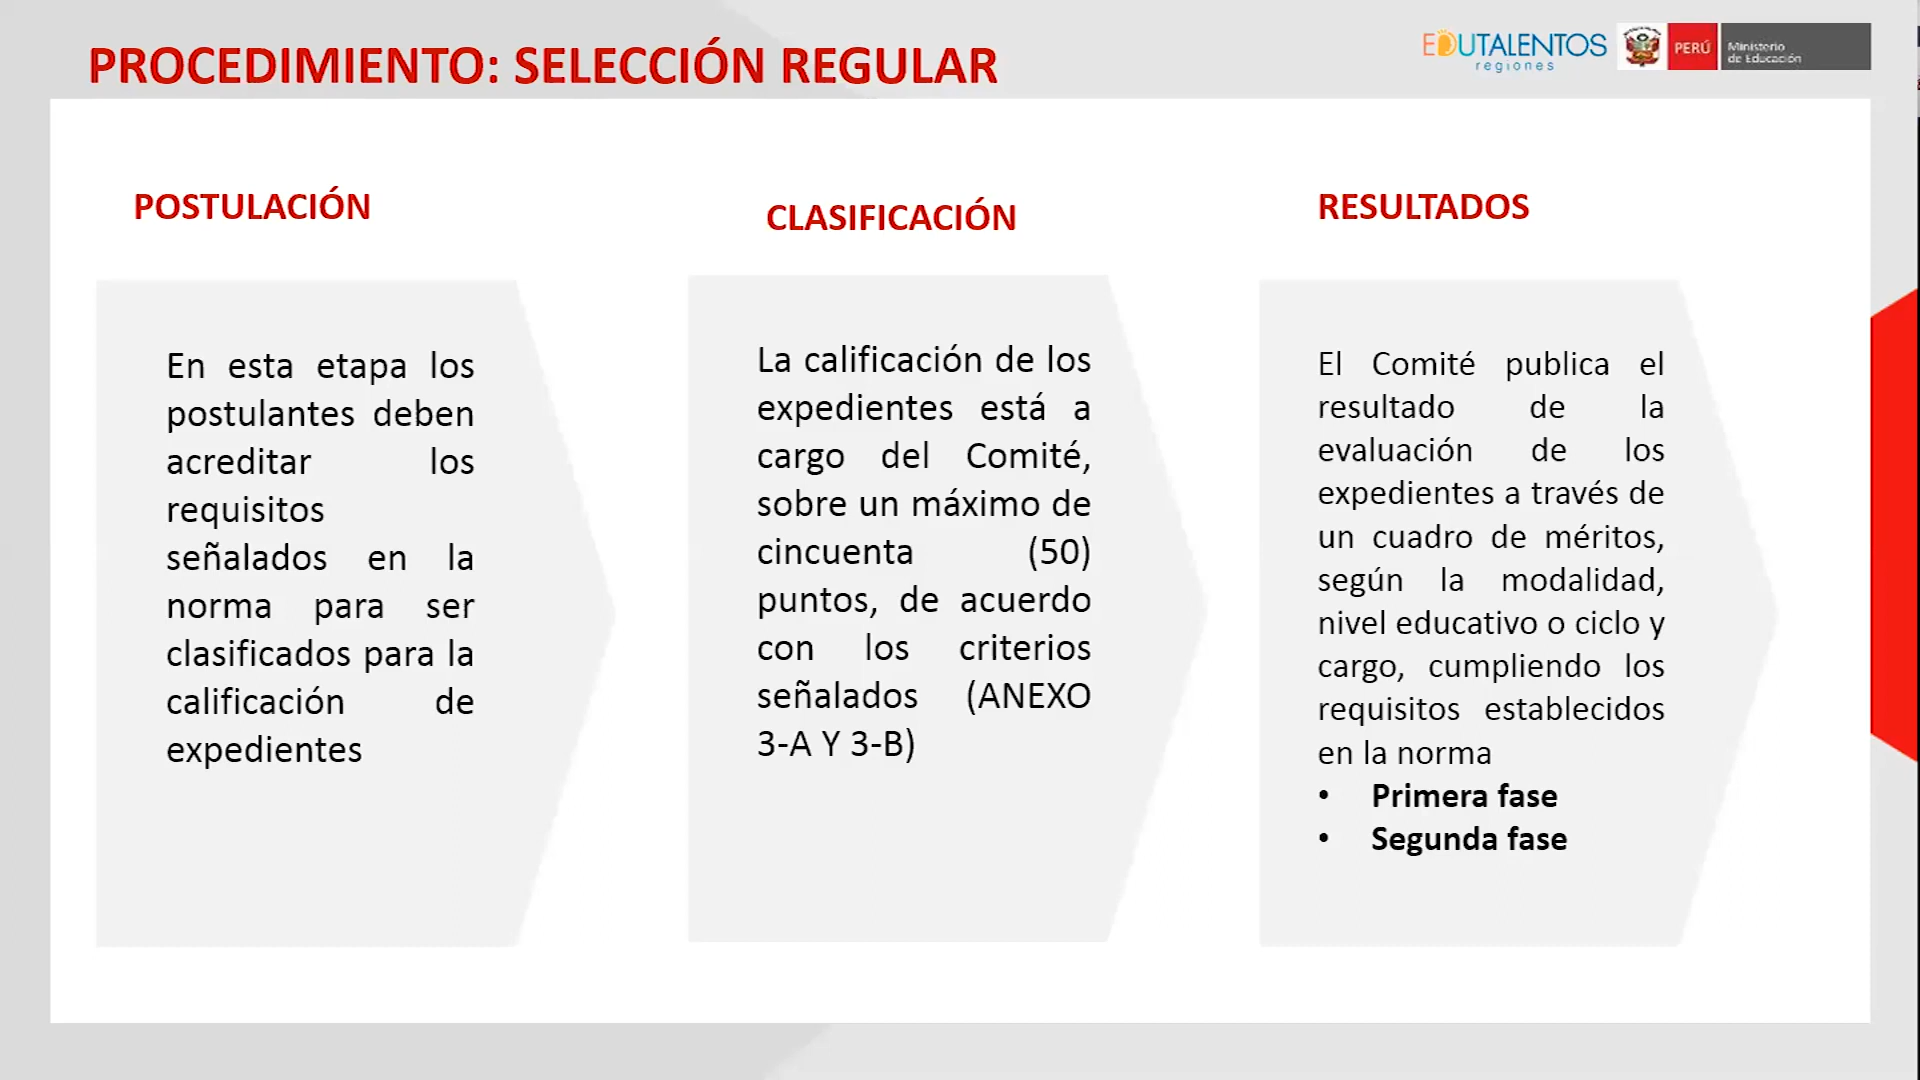 PROCEDIMIENTO: SELECCIÓN REGULAR
EDUTALENTOS
regiones
PERÚ
Ministerio
de Educación
POSTULACIÓN
En esta etapa los
postulantes deben
acreditar los
requisitos
señalados en la
norma para ser
clasificados para la
calificación de
expedientes
CLASIFICACIÓN
La calificación de los
expedientes está a
cargo del Comité,
sobre un máximo de
cincuenta (50)
puntos, de acuerdo
con los criterios
señalados (ANEXO
3-A Y 3-B)
RESULTADOS
El Comité publica el
resultado de la
evaluación de los
expedientes a través de
un cuadro de méritos,
según la modalidad,
nivel educativo o ciclo y
cargo, cumpliendo los
requisitos establecidos
en la norma
• Primera fase
• Segunda fase